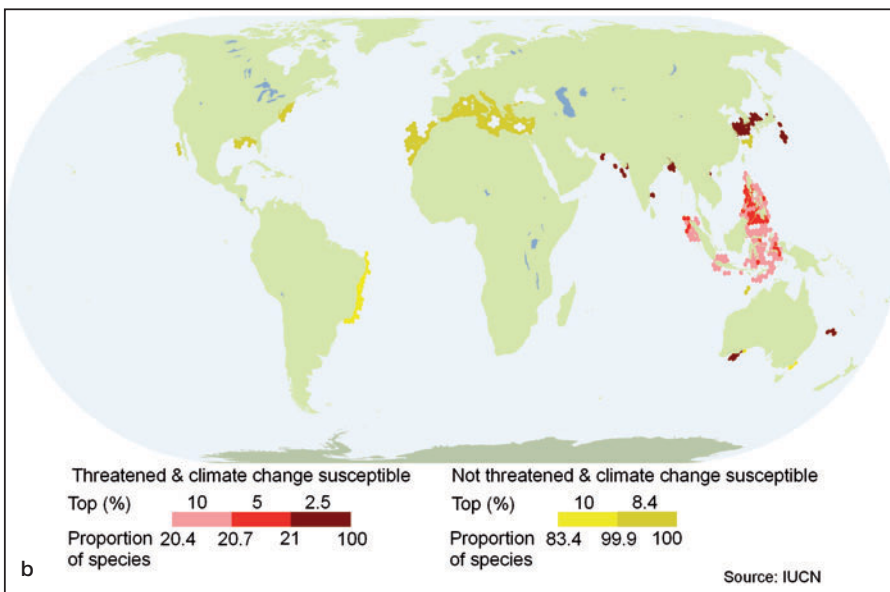 Threatened & climate change susceptible
Top (%) 10 5 2.5
Proportion of species 20.4 20.7 21 100
Not threatened & climate change susceptible
Top (%) 10 8.4
Proportion of species 83.4 99.9 100
b
Source: IUCN